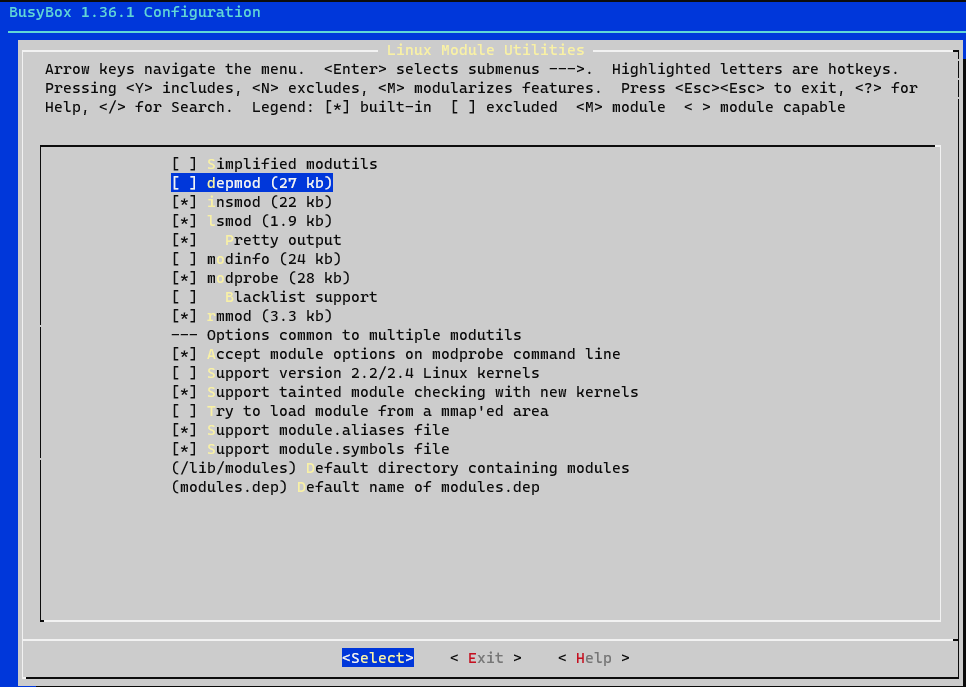 BusyBox 1.36.1 Configuration
Linux Module Utilities
Arrow keys navigate the menu.  <Enter> selects submenus --->.  Highlighted letters are hotkeys.
Pressing <Y> includes, <N> excludes, <M> modularizes features.  Press <Esc><Esc> to exit, <?> for
Help, </> for Search.  Legend: [*] built-in  [ ] excluded  <M> module  < > module capable
[ ] Simplified modutils
[ ] depmod (27 kb)
[*] insmod (22 kb)
[*] lsmod (1.9 kb)
[*]   Pretty output
[ ] modinfo (24 kb)
[*] modprobe (28 kb)
[ ]   Blacklist support
[*] rmmod (3.3 kb)
--- Options common to multiple modutils
[*] Accept module options on modprobe command line
[ ] Support version 2.2/2.4 Linux kernels
[*] Support tainted module checking with new kernels
[ ] Try to load module from a mmap'ed area
[*] Support module.aliases file
[*] Support module.symbols file
(/lib/modules) Default directory containing modules
(modules.dep) Default name of modules.dep
<Select>    < Exit >    < Help >